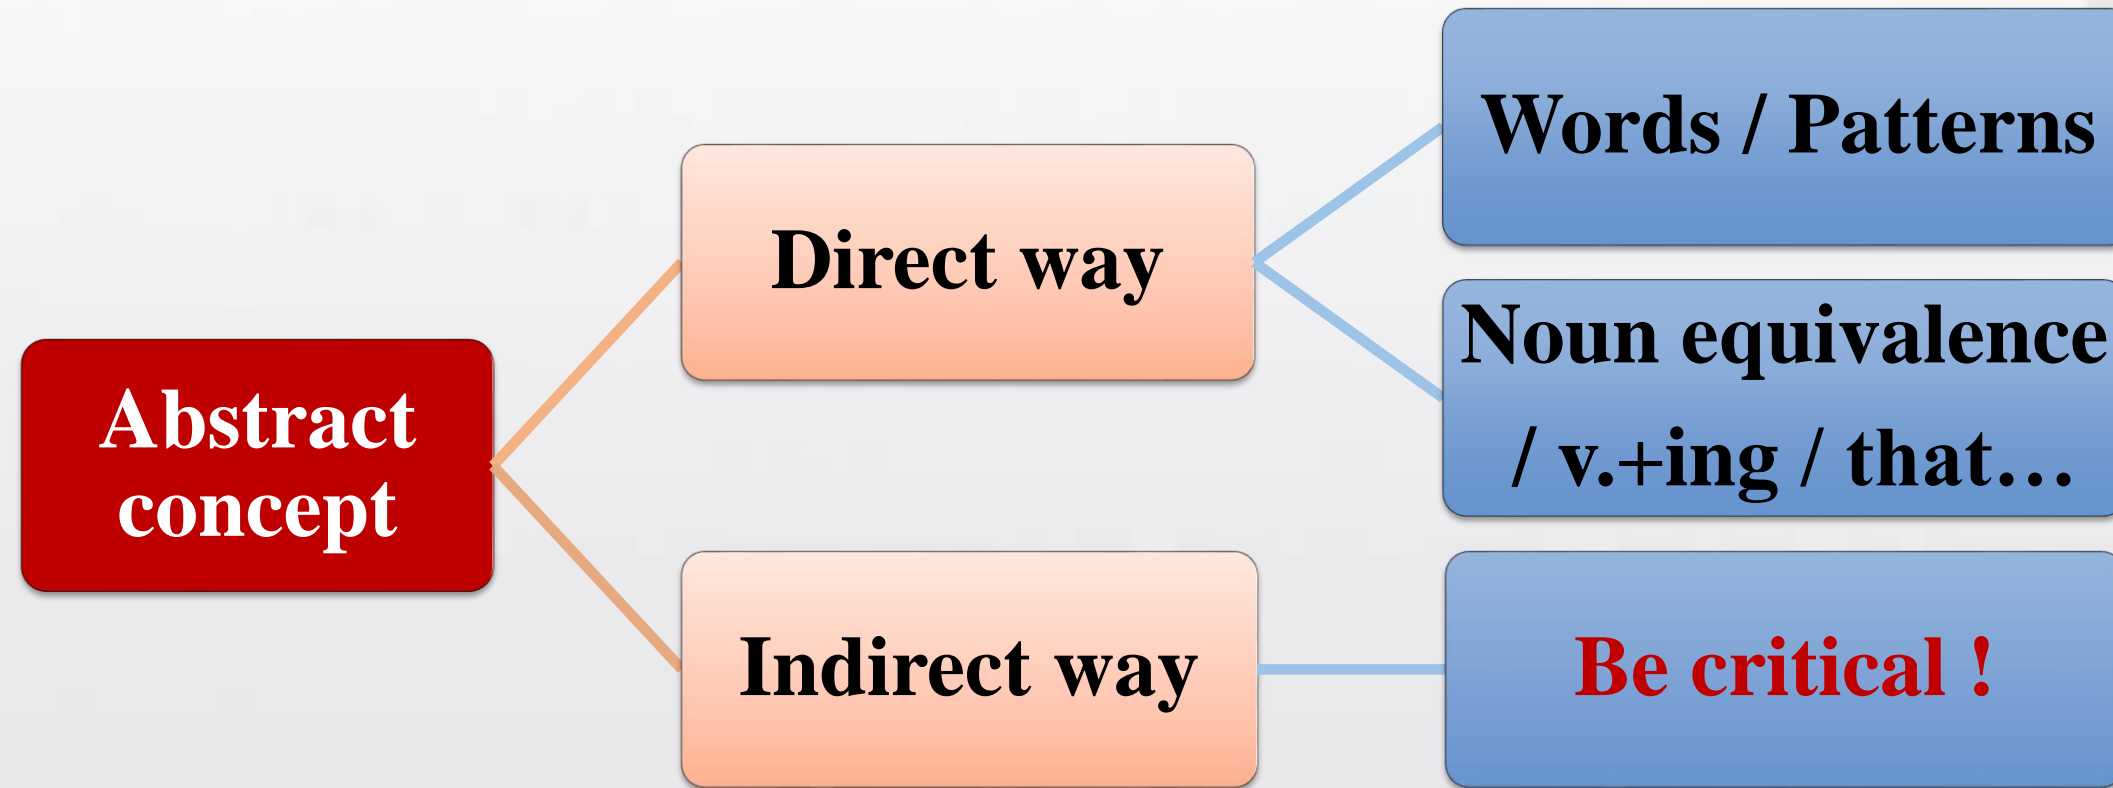 Abstract
concept
Direct way
Words / Patterns
Noun equivalence
/ v.+ing / that…
Indirect way
Be critical !